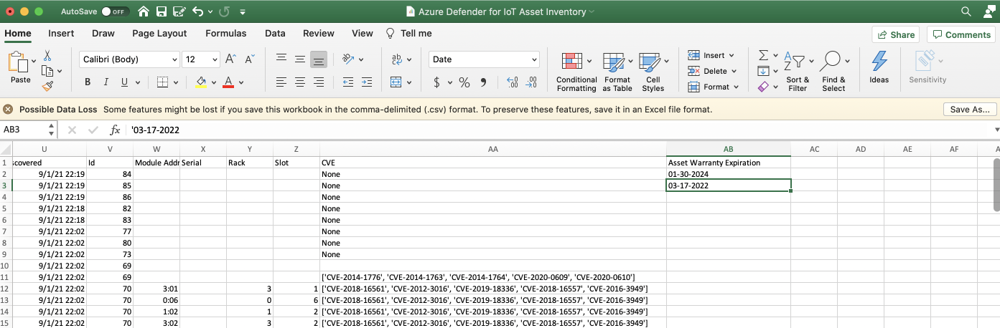 AutoSave OFF Azure Defender for IoT Asset Inventory
Home Insert Draw Page Layout Formulas Data Review View Tell me Share Comments
Paste Calibri (Body) 12 A A ab Date Conditional Formatting Format as Table Cell Styles Insert Delete Format Sort & Filter Find & Select Ideas Sensitivity
B I U A $ % 9 .0 .00 .00 .0
Possible Data Loss Some features might be lost if you save this workbook in the comma-delimited (.csv) format. To preserve these features, save it in an Excel file format. Save As...
AB3 fx '03-17-2022
U V W X Y Z AA AB AC AD AE AF A
1 scovered Id Module Addr Serial Rack Slot CVE Asset Warranty Expiration
2 9/1/21 22:19 84 None 01-30-2024
3 9/1/21 22:19 85 None 03-17-2022
4 9/1/21 22:19 86 None
5 9/1/21 22:18 82 None
6 9/1/21 22:18 83 None
7 9/1/21 22:02 77 None
8 9/1/21 22:02 80 None
9 9/1/21 22:02 73 None
10 9/1/21 22:02 69
11 9/1/21 22:02 69 ['CVE-2014-1776', 'CVE-2014-1763', 'CVE-2014-1764', 'CVE-2020-0609', 'CVE-2020-0610']
12 9/1/21 22:02 70 3:01 3 1 ['CVE-2018-16561', 'CVE-2012-3016', 'CVE-2019-18336', 'CVE-2018-16557', 'CVE-2016-3949']
13 9/1/21 22:02 70 0:06 0 6 ['CVE-2018-16561', 'CVE-2012-3016', 'CVE-2019-18336', 'CVE-2018-16557', 'CVE-2016-3949']
14 9/1/21 22:02 70 1:02 1 2 ['CVE-2018-16561', 'CVE-2012-3016', 'CVE-2019-18336', 'CVE-2018-16557', 'CVE-2016-3949']
15 9/1/21 22:02 70 3:02 3 2 ['CVE-2018-16561', 'CVE-2012-3016', 'CVE-2019-18336', 'CVE-2018-16557', 'CVE-2016-3949']